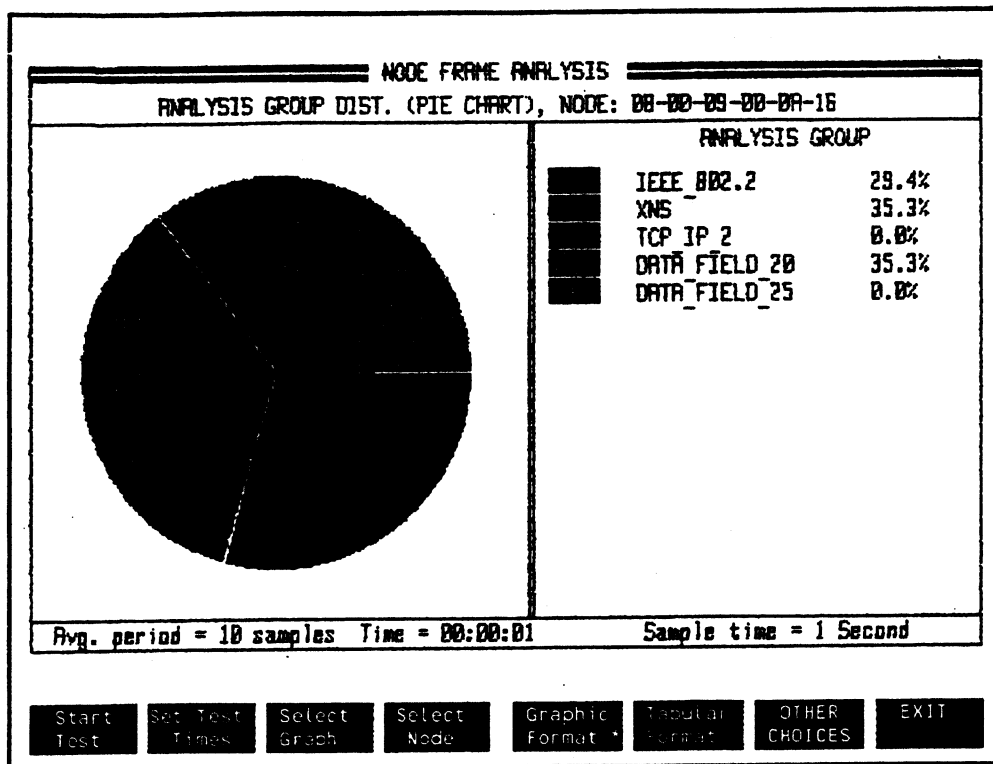 NODE FRAME ANALYSIS
ANALYSIS GROUP DIST. (PIE CHART), NODE: 08-00-09-00-0A-16
ANALYSIS GROUP
IEEE_802.2 29.4%
XNS 35.3%
TCP_IP_2 0.0%
DATA_FIELD_20 35.3%
DATA_FIELD_25 0.0%
Avg. period = 10 samples Time = 00:00:01 Sample time = 1 Second
Start Test
Set Test Times
Select Graph
Select Node
Graphic Format *
Tabular Format
OTHER CHOICES
EXIT